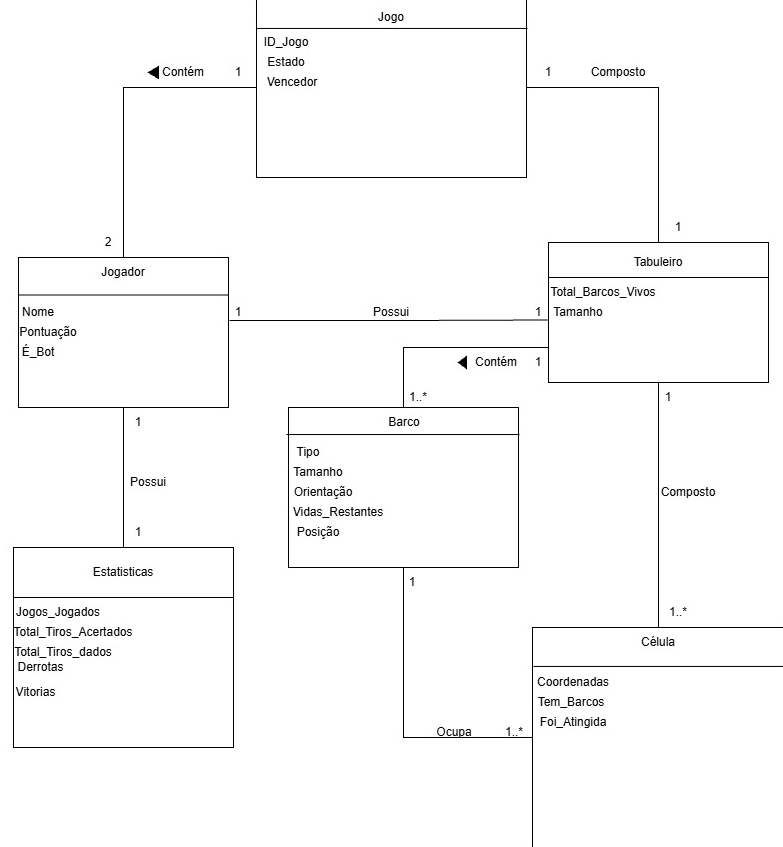 Jogo
ID_Jogo
Estado
Vencedor
Contém 1
1 Composto
2
1
Jogador
Nome
Pontuação
É_Bot
1 Possui 1
Tabuleiro
Total_Barcos_Vivos
Tamanho
Contém 1
1..*
1
Barco
Tipo
Tamanho
Orientação
Vidas_Restantes
Posição
1
Possui
1
Composto
1..*
Estatisticas
Jogos_Jogados
Total_Tiros_Acertados
Total_Tiros_dados
Derrotas
Vitorias
1
Ocupa 1..*
Célula
Coordenadas
Tem_Barcos
Foi_Atingida